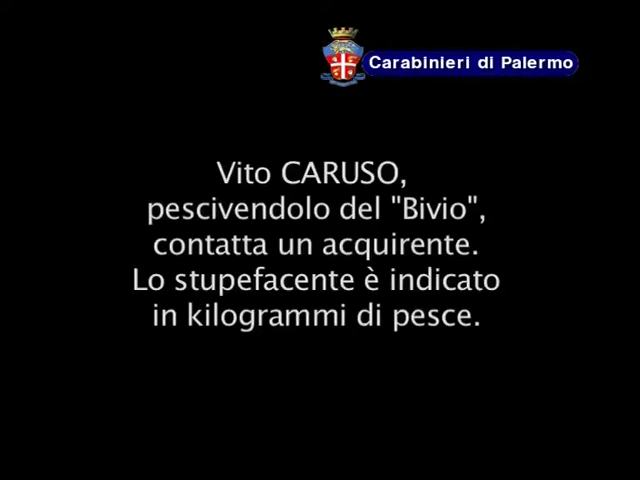 Carabinieri di Palermo
Vito CARUSO,
pescivendolo del "Bivio",
contatta un acquirente.
Lo stupefacente è indicato
in kilogrammi di pesce.